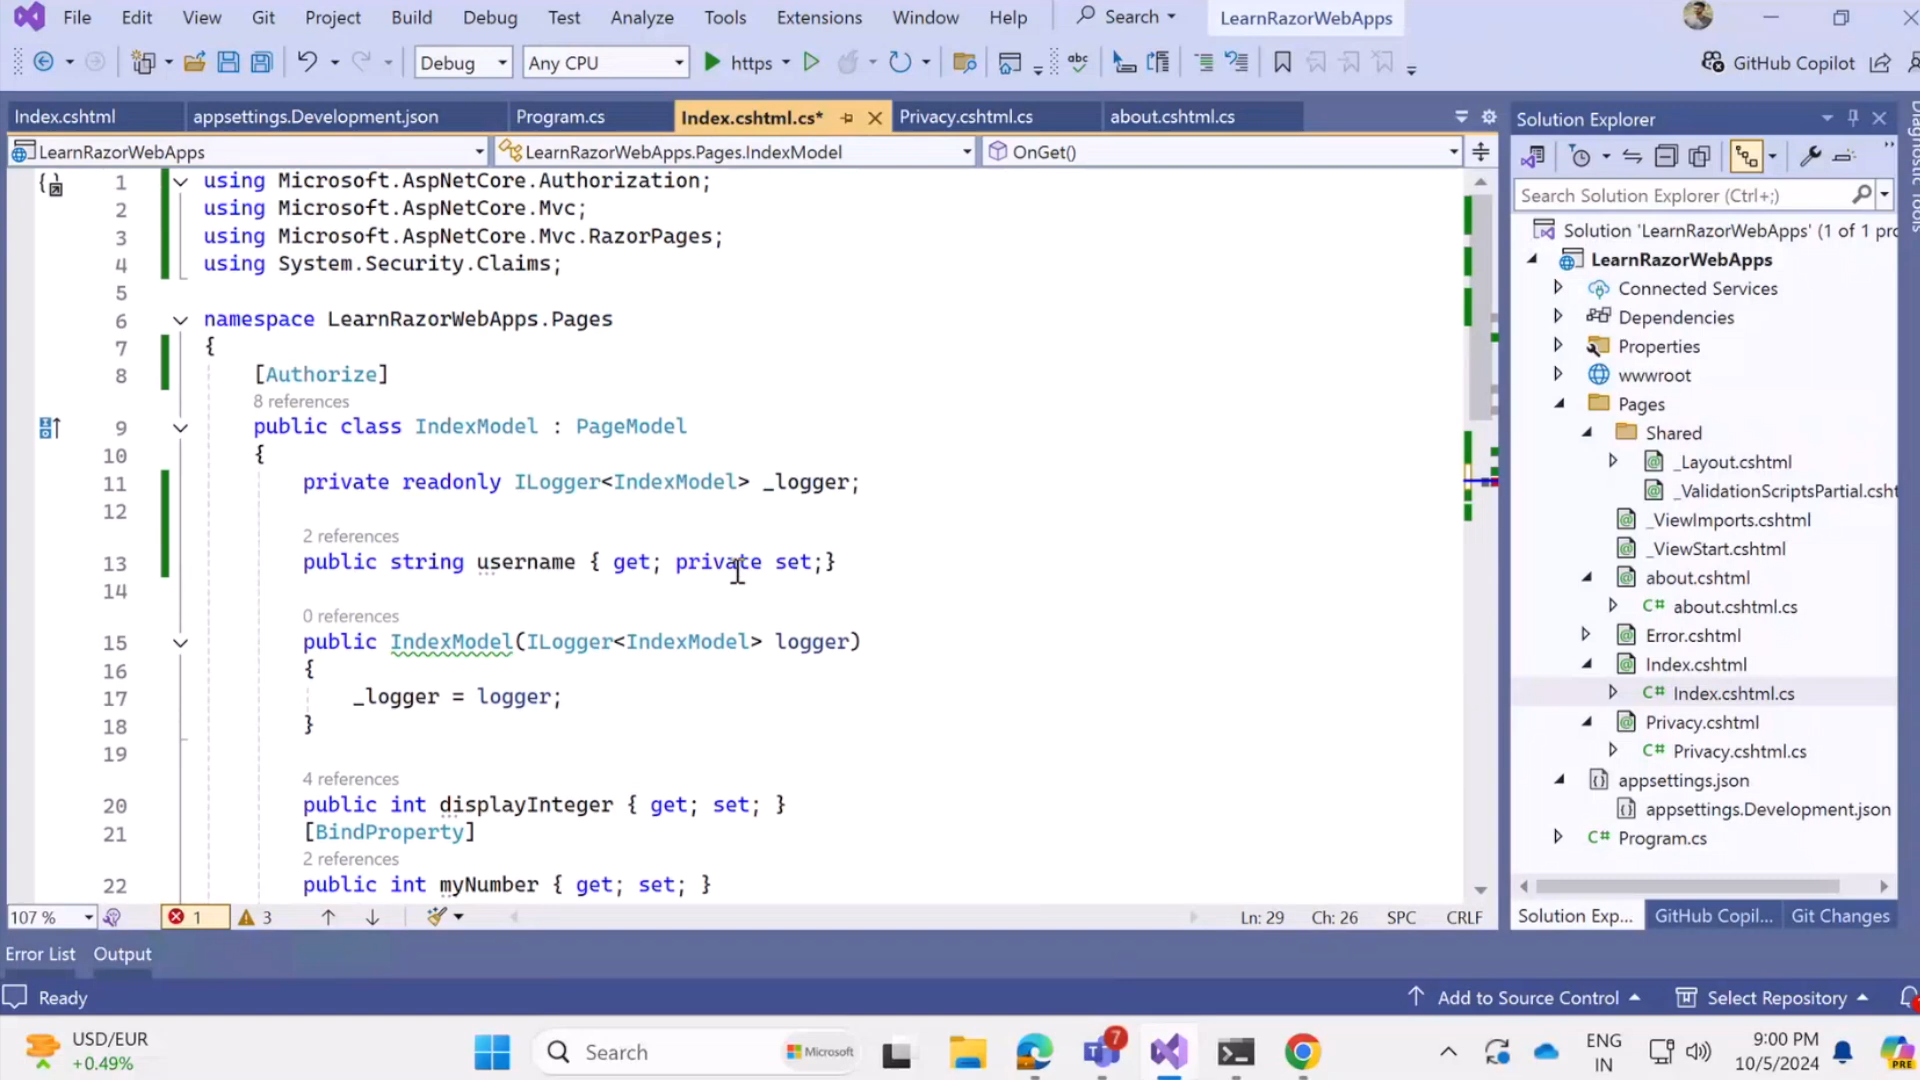 File Edit View Git Project Build Debug Test Analyze Tools Extensions Window Help Search LearnRazorWebApps
Debug Any CPU https abc GitHub Copilot
Index.cshtml appsettings.Development.json Program.cs Index.cshtml.cs* Privacy.cshtml.cs about.cshtml.cs
LearnRazorWebApps LearnRazorWebApps.Pages.IndexModel OnGet()
1 using Microsoft.AspNetCore.Authorization;
2 using Microsoft.AspNetCore.Mvc;
3 using Microsoft.AspNetCore.Mvc.RazorPages;
4 using System.Security.Claims;
5
6 namespace LearnRazorWebApps.Pages
7 {
8 [Authorize]
8 references
9 public class IndexModel : PageModel
10 {
11 private readonly ILogger<IndexModel> _logger;
12
2 references
13 public string username { get; private set;}
14
0 references
15 public IndexModel(ILogger<IndexModel> logger)
16 {
17 _logger = logger;
18 }
19
4 references
20 public int displayInteger { get; set; }
21 [BindProperty]
2 references
22 public int myNumber { get; set; }
107 % 1 3 Ln: 29 Ch: 26 SPC CRLF
Solution Explorer
Search Solution Explorer (Ctrl+;)
Solution 'LearnRazorWebApps' (1 of 1 pro
LearnRazorWebApps
Connected Services
Dependencies
Properties
wwwroot
Pages
Shared
_Layout.cshtml
_ValidationScriptsPartial.csht
_ViewImports.cshtml
_ViewStart.cshtml
about.cshtml
C# about.cshtml.cs
Error.cshtml
Index.cshtml
C# Index.cshtml.cs
Privacy.cshtml
C# Privacy.cshtml.cs
appsettings.json
appsettings.Development.json
C# Program.cs
Solution Exp... GitHub Copil... Git Changes
Diagnostic Tools
Error List Output
Ready Add to Source Control Select Repository
USD/EUR
+0.49%
Search Microsoft
7
ENG
IN
9:00 PM
10/5/2024
PRE